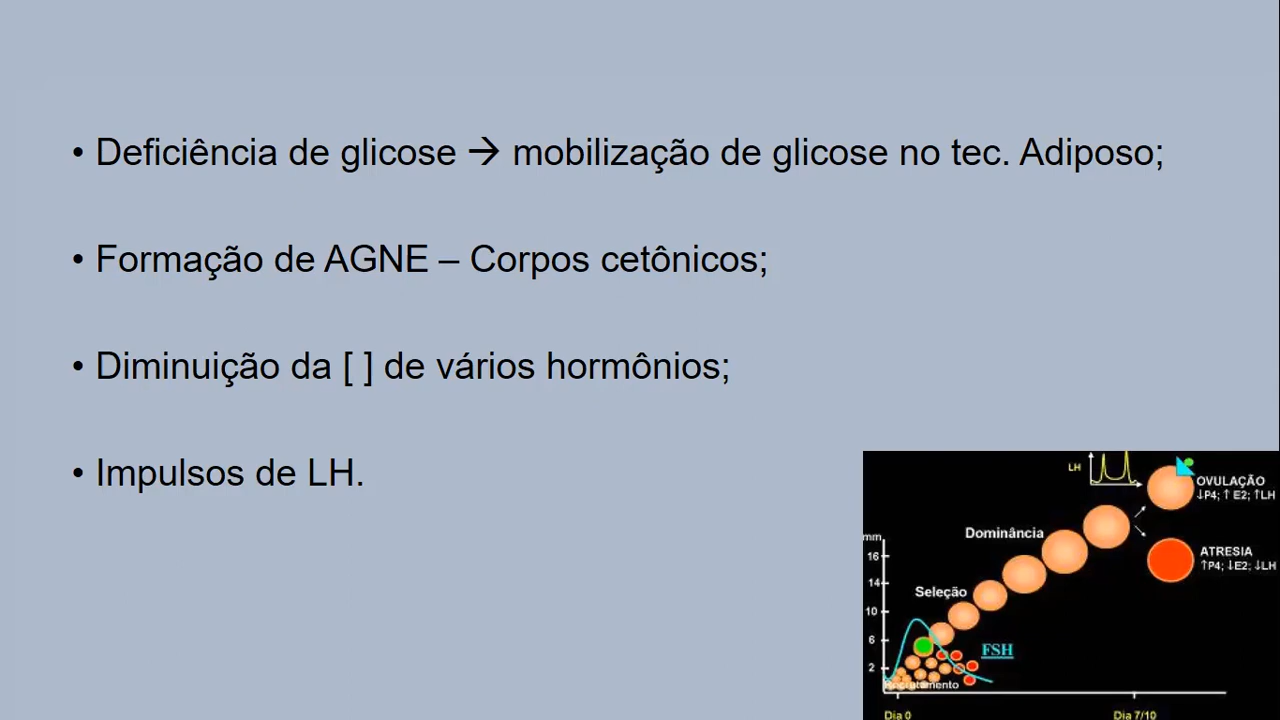 • Deficiência de glicose → mobilização de glicose no tec. Adiposo;
• Formação de AGNE – Corpos cetônicos;
• Diminuição da [ ] de vários hormônios;
• Impulsos de LH.
LH
OVULAÇÃO
↓P4; ↑ E2; ↑LH
Dominância
mm
16
ATRESIA
↑P4; ↓E2; ↓LH
14
Seleção
10
6
FSH
2
Recrutamento
Dia 0
Dia 7/10